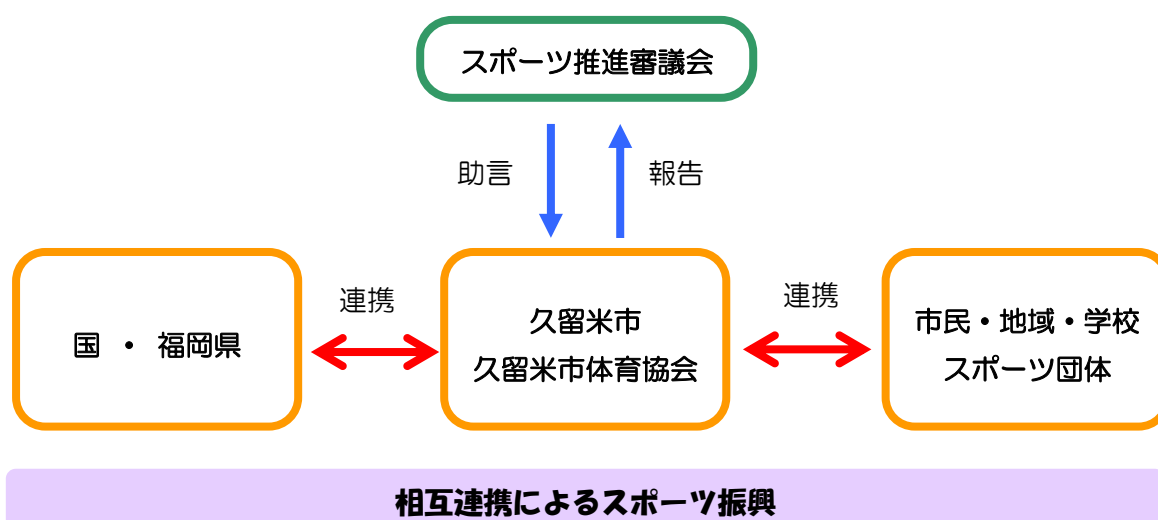 スポーツ推進審議会
助言
報告
国 ・ 福岡県
連携
久留米市
久留米市体育協会
連携
市民・地域・学校
スポーツ団体
相互連携によるスポーツ振興